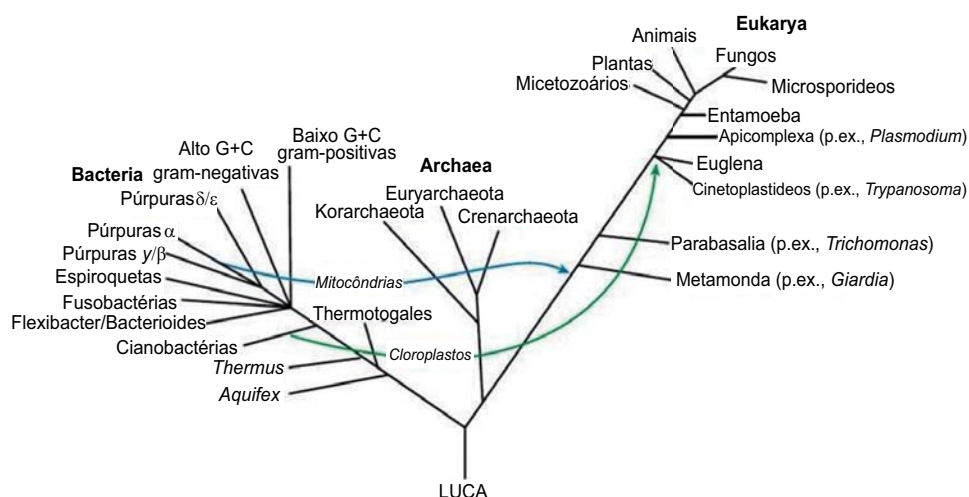 Eukarya
Animais
Fungos
Plantas
Micetozoários
Microsporideos
Entamoeba
Apicomplexa (p.ex., Plasmodium)
Euglena
Cinetoplastideos (p.ex., Trypanosoma)
Parabasalia (p.ex., Trichomonas)
Metamonda (p.ex., Giardia)
Archaea
Euryarchaeota
Korarchaeota
Crenarchaeota
Bacteria
Baixo G+C
gram-positivas
Alto G+C
gram-negativas
Púrpuras δ/ε
Púrpuras α
Púrpuras y/β
Espiroquetas
Fusobactérias
Flexibacter/Bacterioides
Cianobactérias
Thermotogales
Thermus
Aquifex
Mitocôndrias
Cloroplastos
LUCA